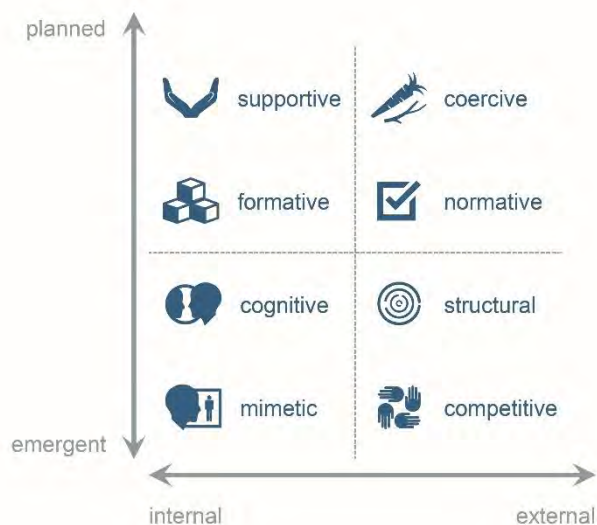 planned
supportive
coercive
formative
normative
cognitive
structural
mimetic
competitive
emergent
internal
external